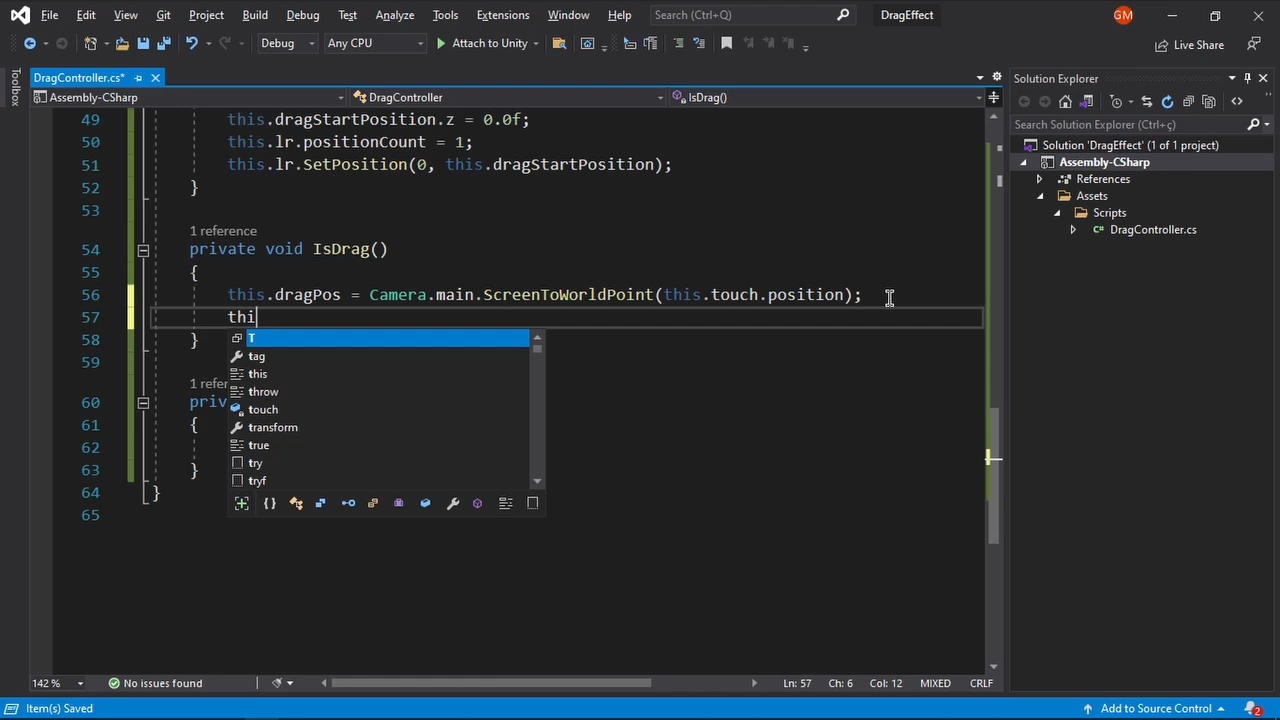 File Edit View Git Project Build Debug Test Analyze Tools Extensions Window Help Search (Ctrl+Q) DragEffect GM
Debug Any CPU Attach to Unity Live Share
Toolbox
DragController.cs*
Assembly-CSharp DragController IsDrag()
49 this.dragStartPosition.z = 0.0f;
50 this.lr.positionCount = 1;
51 this.lr.SetPosition(0, this.dragStartPosition);
52 }
53
1 reference
54 private void IsDrag()
55 {
56 this.dragPos = Camera.main.ScreenToWorldPoint(this.touch.position);
57 thi
58 }
59
1 refe
60 priv
61 {
62
63 }
64 }
65
T
tag
this
throw
touch
transform
true
try
tryf
Solution Explorer
Search Solution Explorer (Ctrl+ç)
Solution 'DragEffect' (1 of 1 project)
Assembly-CSharp
References
Assets
Scripts
C# DragController.cs
142 % No issues found Ln: 57 Ch: 6 Col: 12 MIXED CRLF
Item(s) Saved Add to Source Control 2